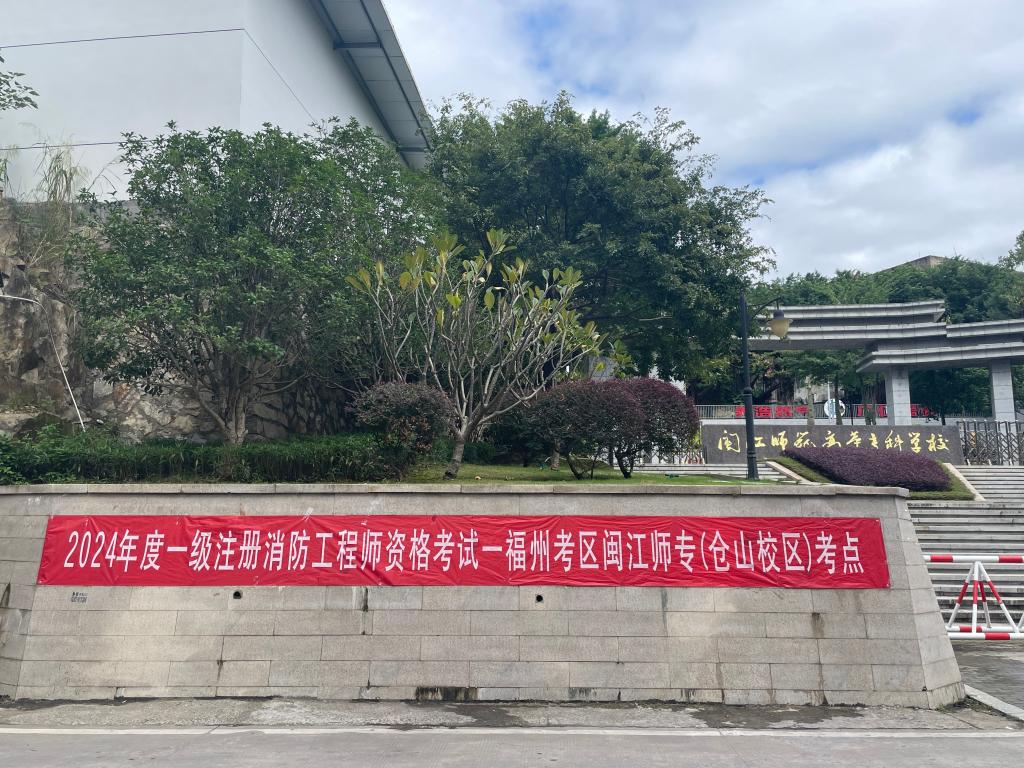 闽江师范高等专科学校
2024年度一级注册消防工程师资格考试—福州考区闽江师专(仓山校区)考点